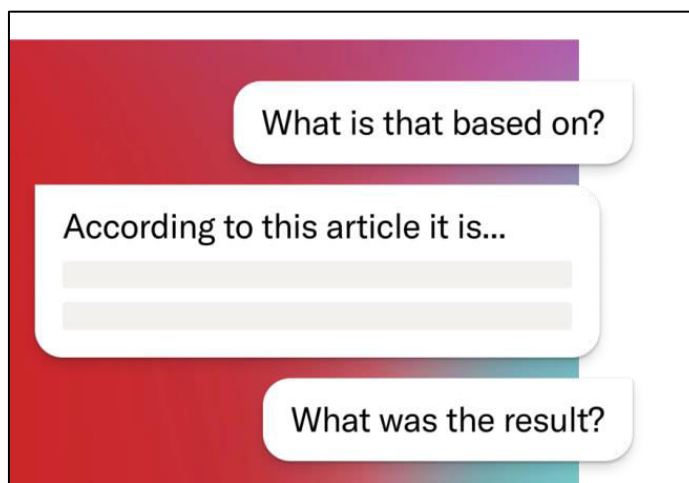 What is that based on?
According to this article it is...
What was the result?